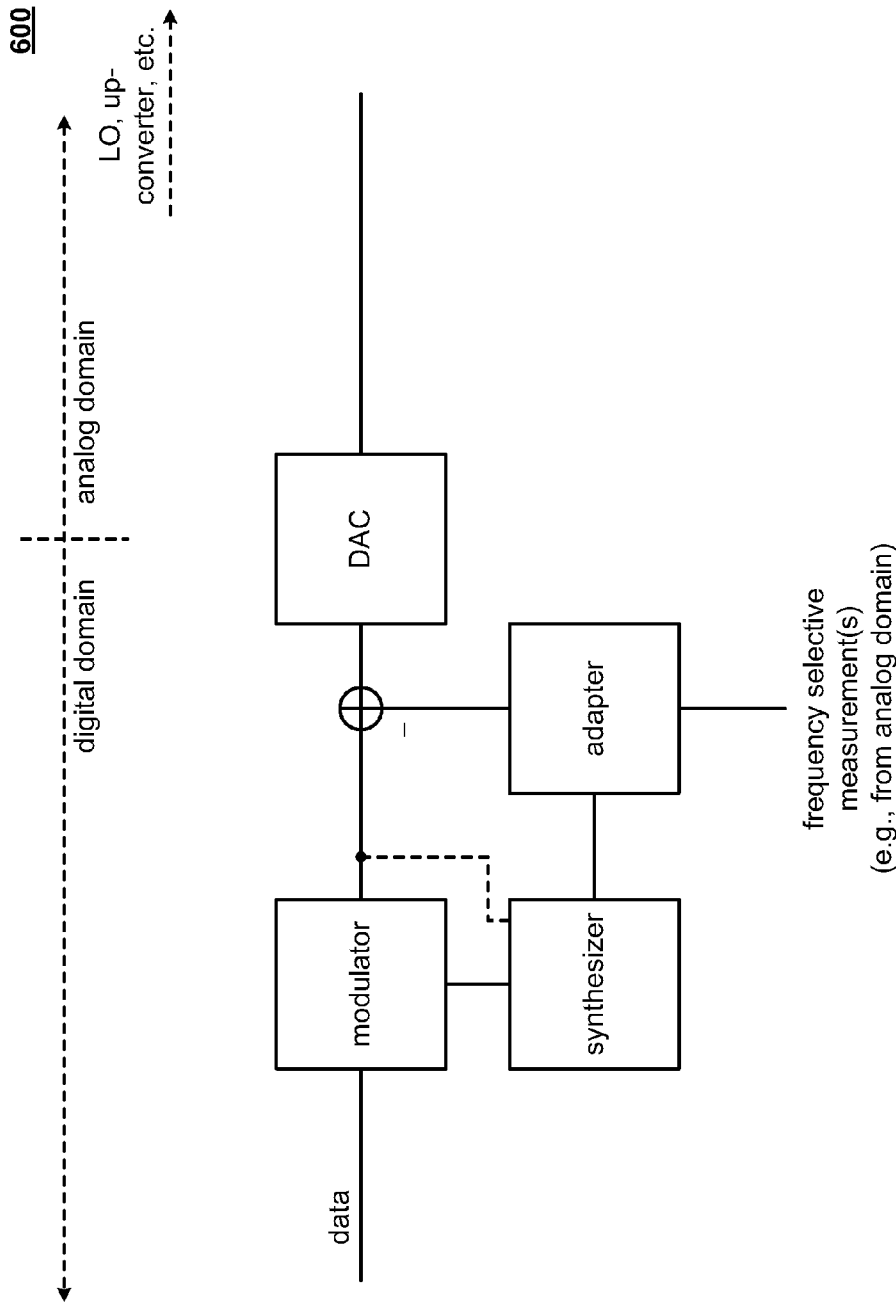 600
LO, up-
converter, etc.
digital domain
analog domain
data
modulator
DAC
–
synthesizer
adapter
frequency selective
measurement(s)
(e.g., from analog domain)